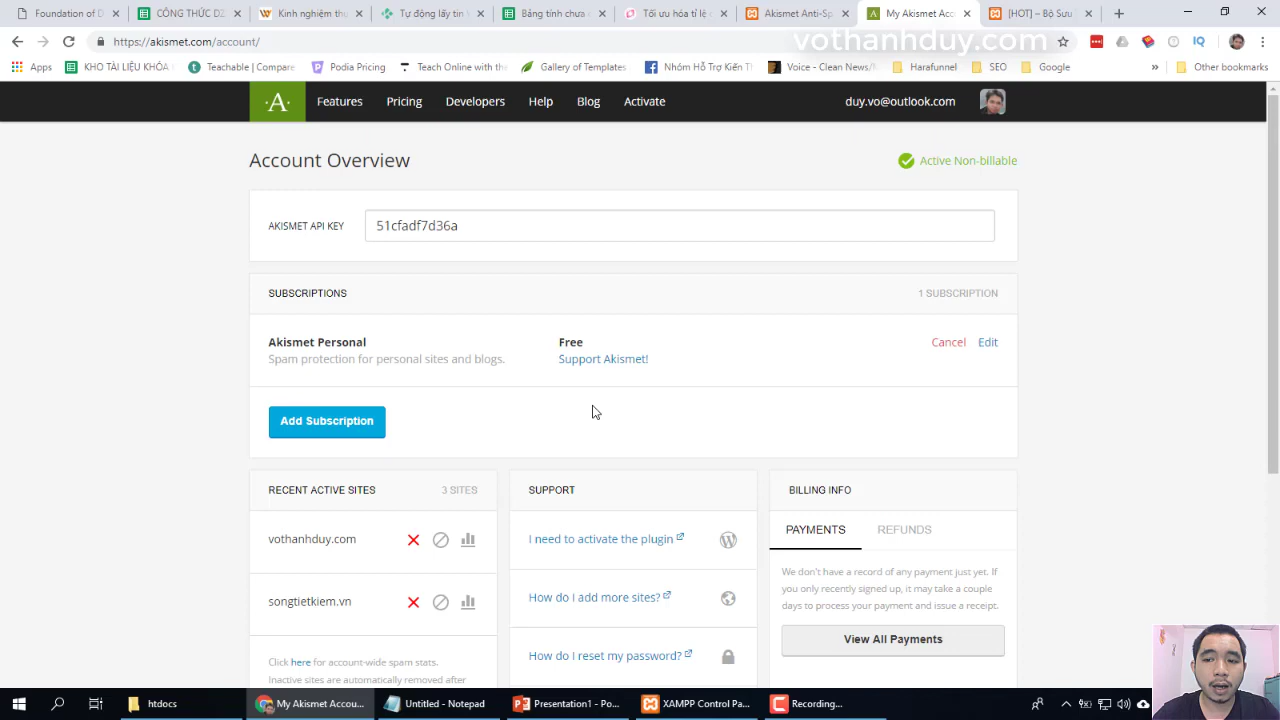 Foundation of D
CÔNG THỨC DZ
Kinh nghiệm thu
Tự động lấy tin
Bảng tính chưa
Tối ưu hóa tỉ lệ c
Akismet Anti-Sp
My Akismet Acc
[HOT] – Bộ Sưu
https://akismet.com/account/
vothanhduy.com
Apps
KHO TÀI LIỆU KHÓA
Teachable | Compare
Podia Pricing
Teach Online with the
Gallery of Templates
Nhóm Hỗ Trợ Kiến Th
Voice - Clean News/
Harafunnel
SEO
Google
Other bookmarks
Features
Pricing
Developers
Help
Blog
Activate
duy.vo@outlook.com
Account Overview
Active Non-billable
AKISMET API KEY
51cfadf7d36a
SUBSCRIPTIONS
1 SUBSCRIPTION
Akismet Personal
Free
Cancel
Edit
Spam protection for personal sites and blogs.
Support Akismet!
Add Subscription
RECENT ACTIVE SITES
3 SITES
SUPPORT
BILLING INFO
vothanhduy.com
I need to activate the plugin
PAYMENTS
REFUNDS
We don't have a record of any payment just yet. If
you only recently signed up, it may take a couple
days to process your payment and issue a receipt.
songtietkiem.vn
How do I add more sites?
View All Payments
Click here for account-wide spam stats.
Inactive sites are automatically removed after
How do I reset my password?
htdocs
My Akismet Accou...
Untitled - Notepad
Presentation1 - Po...
XAMPP Control Pa...
Recording...